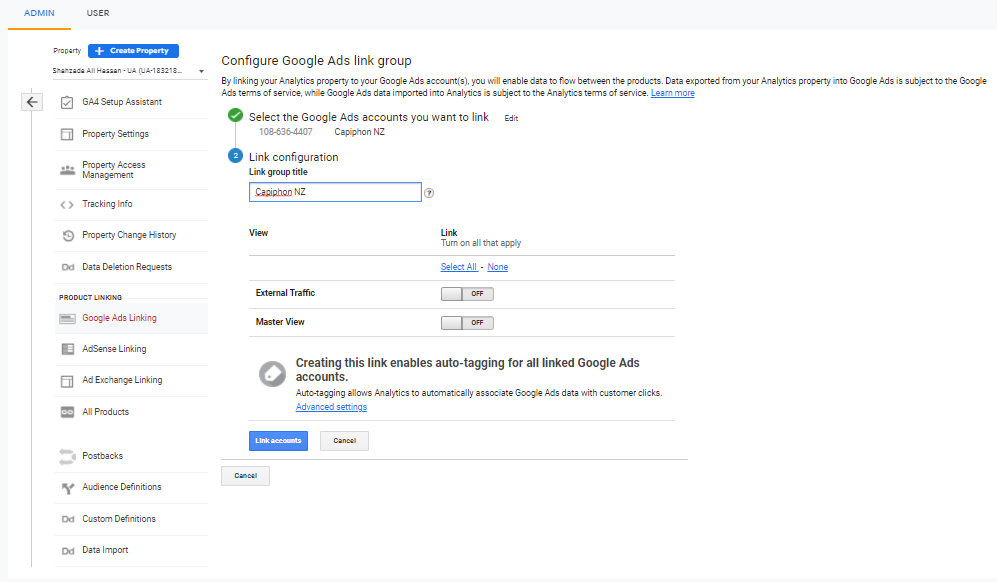 ADMIN USER
Property + Create Property
Shahzada Ali Hassan - UA (UA-183218...
GA4 Setup Assistant
Property Settings
Property Access
Management
Tracking Info
Property Change History
Dd Data Deletion Requests
PRODUCT LINKING
Google Ads Linking
AdSense Linking
Ad Exchange Linking
All Products
Postbacks
Audience Definitions
Dd Custom Definitions
Dd Data Import
Configure Google Ads link group
By linking your Analytics property to your Google Ads account(s), you will enable data to flow between the products. Data exported from your Analytics property into Google Ads is subject to the Google
Ads terms of service, while Google Ads data imported into Analytics is subject to the Analytics terms of service. Learn more
Select the Google Ads accounts you want to link Edit
108-636-4407 Capiphon NZ
2 Link configuration
Link group title
Capiphon NZ ?
View Link
Turn on all that apply
Select All - None
External Traffic OFF
Master View OFF
Creating this link enables auto-tagging for all linked Google Ads
accounts.
Auto-tagging allows Analytics to automatically associate Google Ads data with customer clicks.
Advanced settings
Link accounts Cancel
Cancel